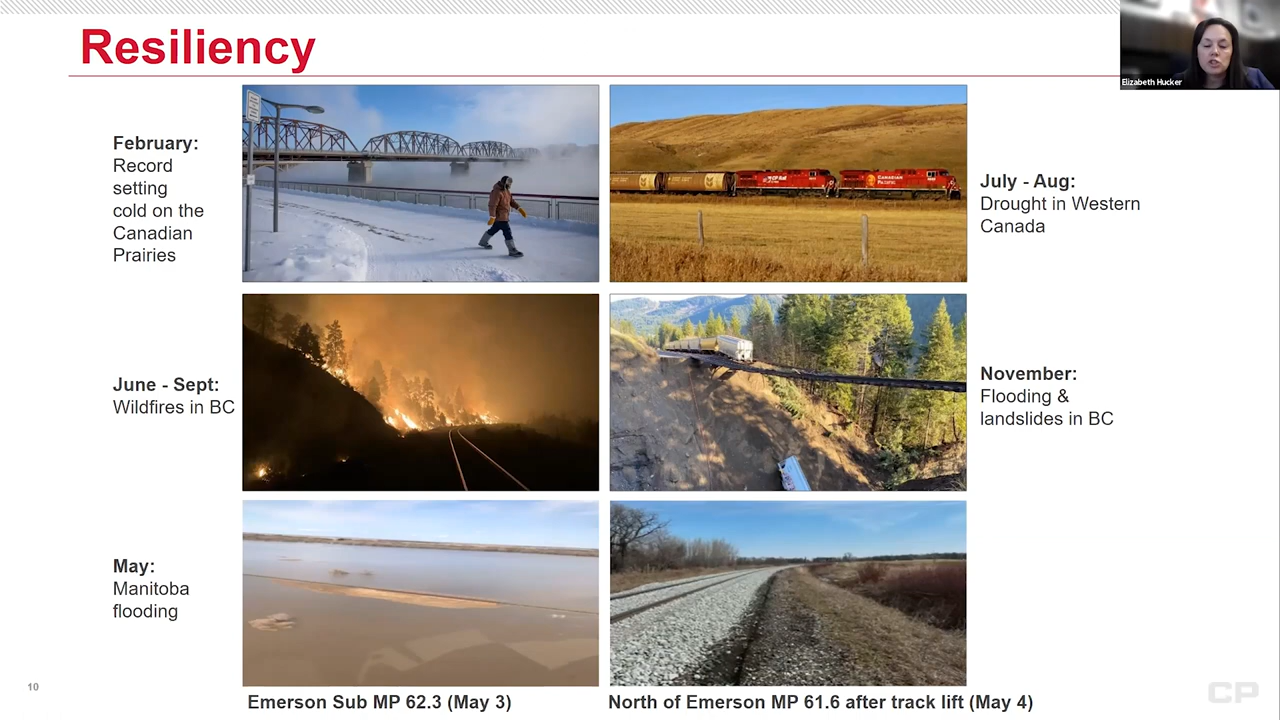 Resiliency
Elizabeth Hucker
February:
Record
setting
cold on the
Canadian
Prairies
July - Aug:
Drought in Western
Canada
June - Sept:
Wildfires in BC
November:
Flooding &
landslides in BC
May:
Manitoba
flooding
Emerson Sub MP 62.3 (May 3)
North of Emerson MP 61.6 after track lift (May 4)
10
CP